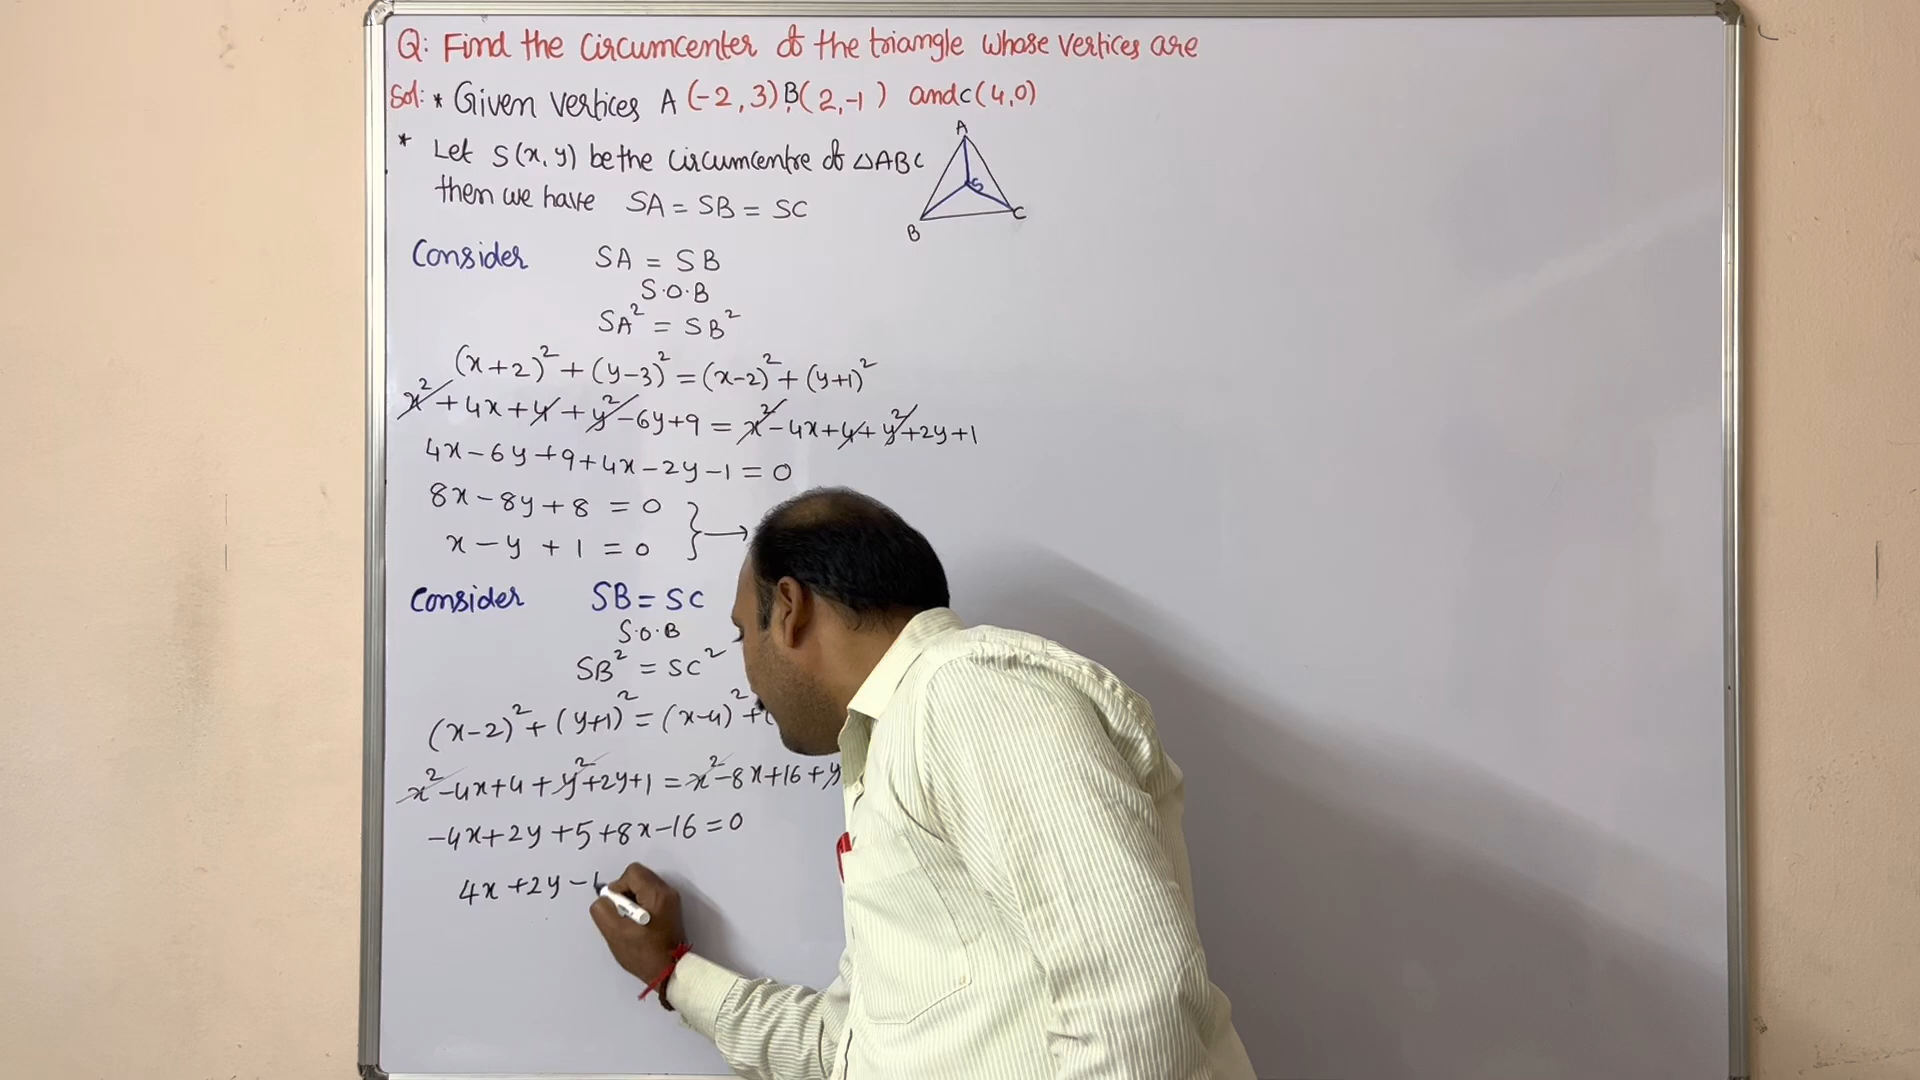 Q: Find the Circumcenter of the triangle whose vertices are
Sol: * Given vertices A (-2,3) B(2,-1) and C(4,0)
* Let S(x,y) be the circumcentre of △ABC
then we have SA = SB = SC
A
S
B
C
Consider SA = SB
S.O.B
SA² = SB²
(x+2)² + (y-3)² = (x-2)² + (y+1)²
x² + 4x + 4 + y² - 6y + 9 = x² - 4x + 4 + y² + 2y + 1
4x - 6y + 9 + 4x - 2y - 1 = 0
8x - 8y + 8 = 0
x - y + 1 = 0 } →
Consider SB = SC
S.O.B
SB² = SC²
(x-2)² + (y+1)² = (x-4)² + (
x² - 4x + 4 + y² + 2y + 1 = x² - 8x + 16 + y
-4x + 2y + 5 + 8x - 16 = 0
4x + 2y - 1